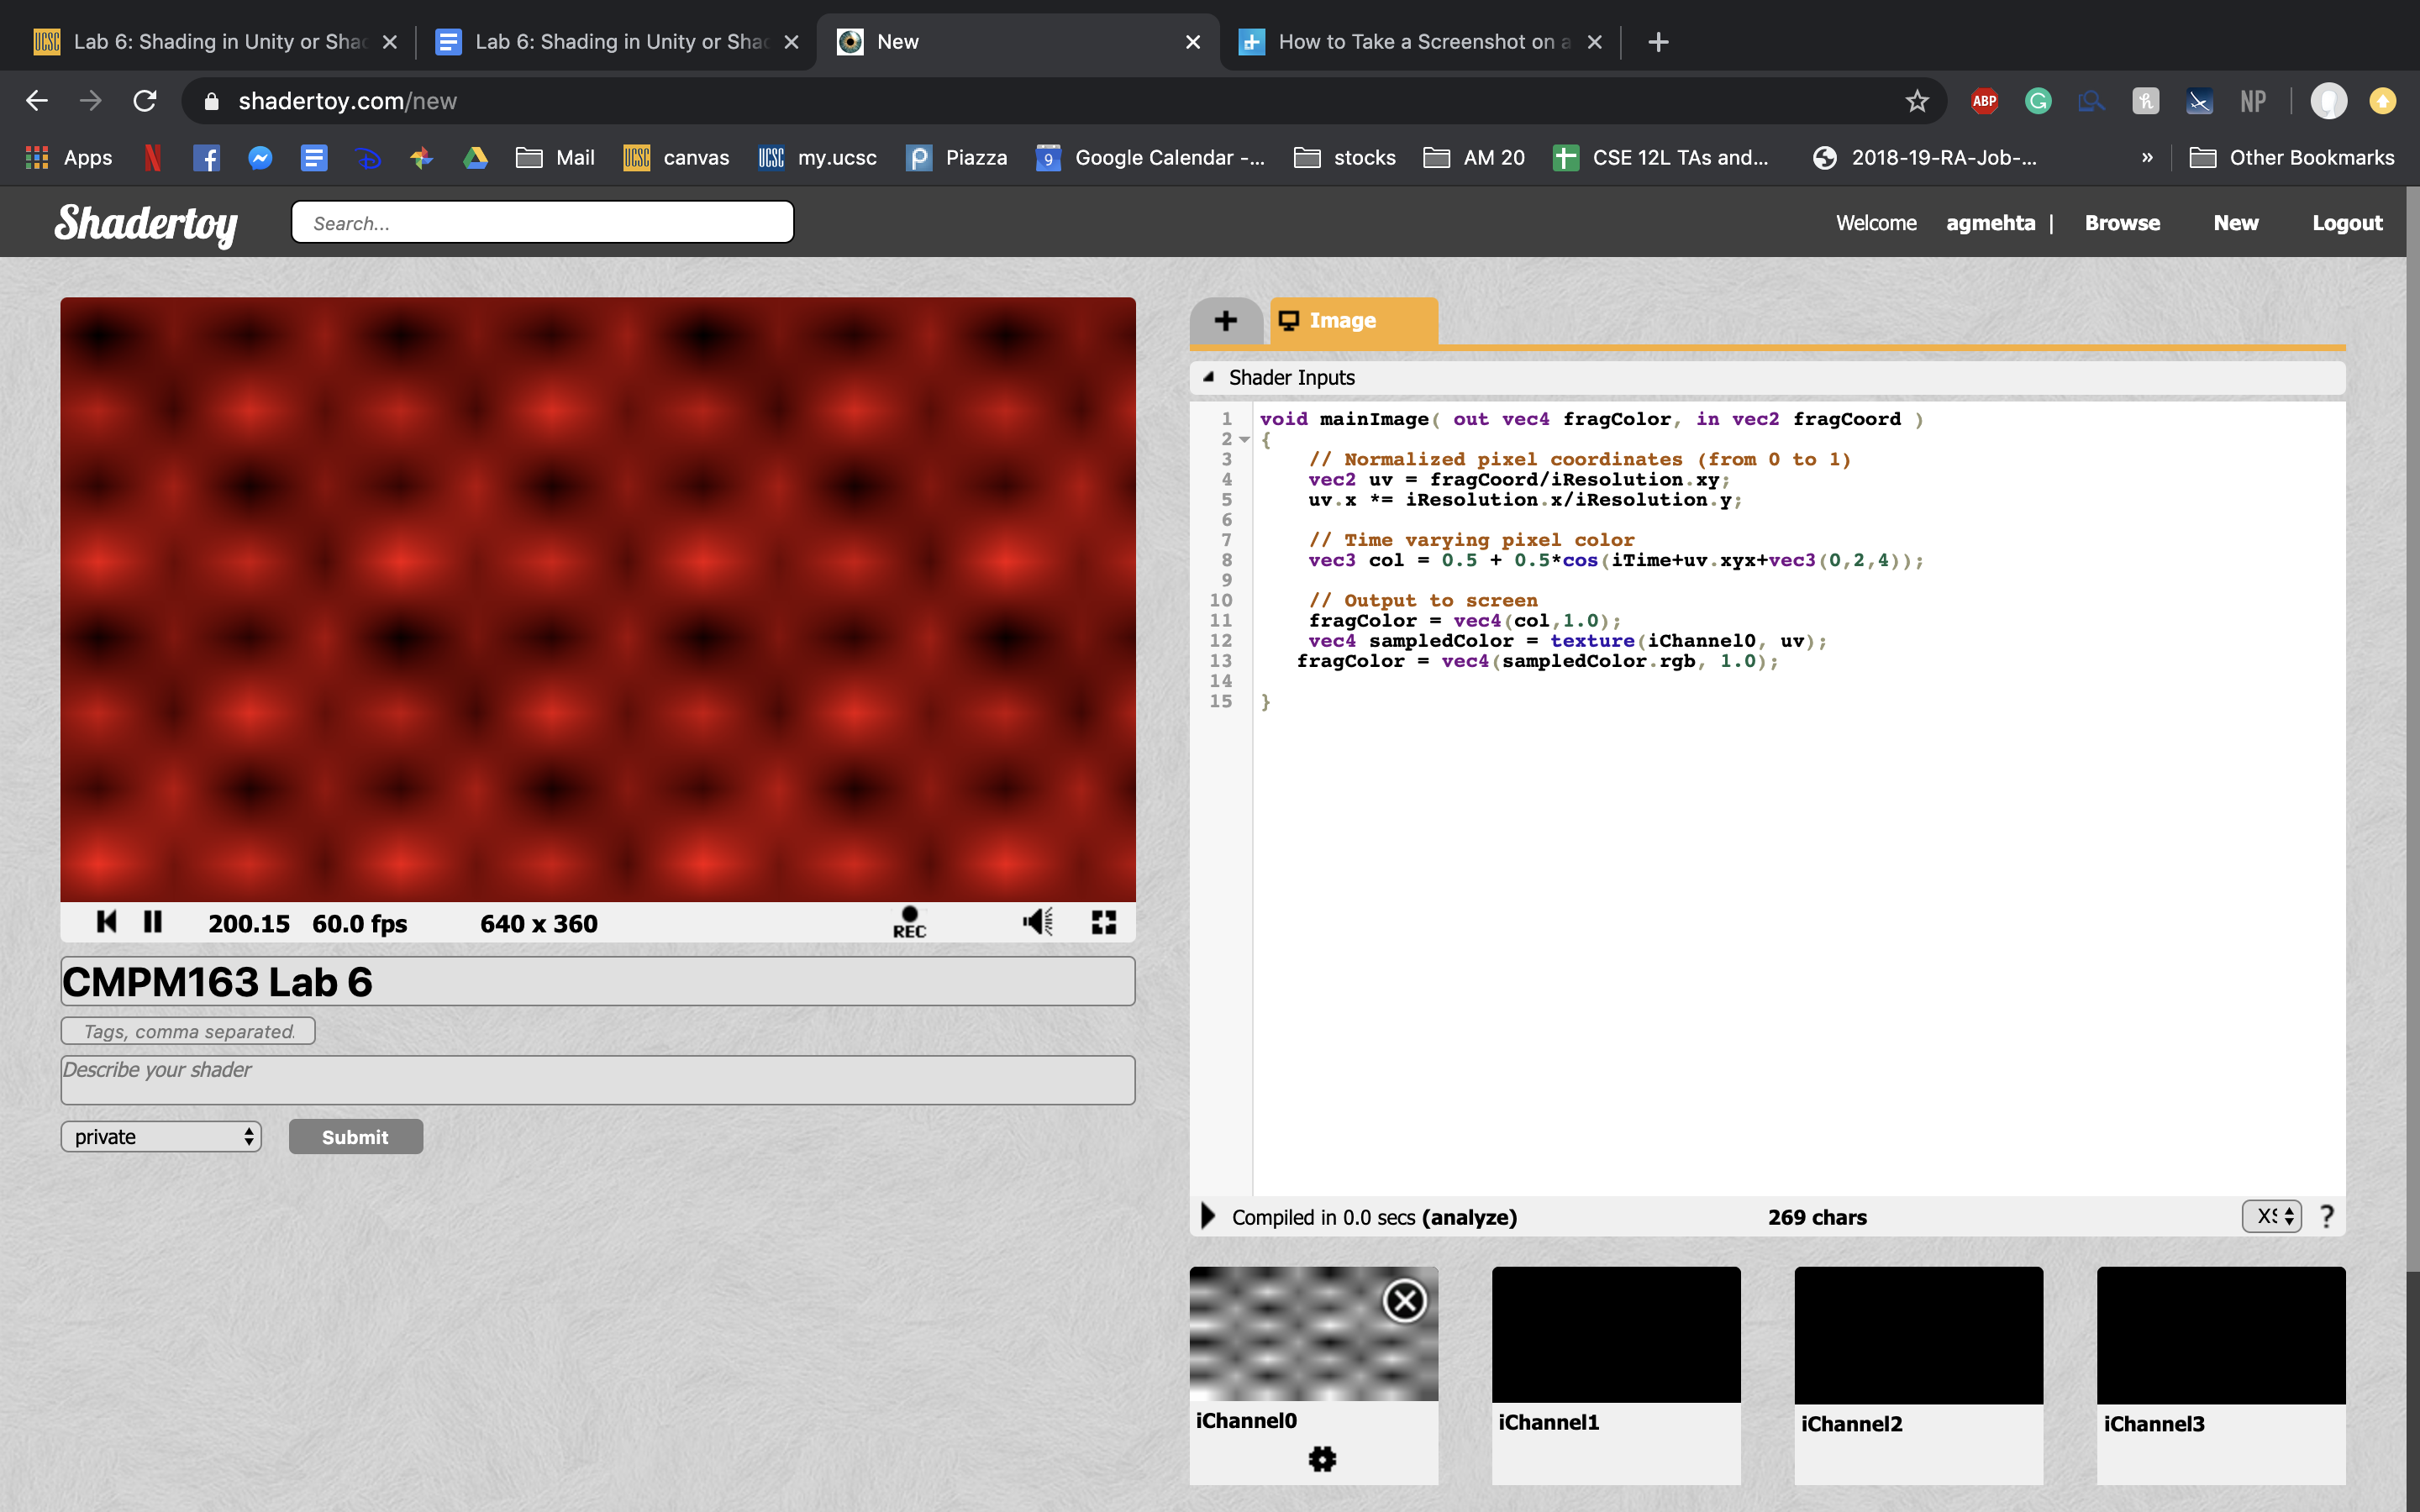 Lab 6: Shading in Unity or Sha
Lab 6: Shading in Unity or Sha
New
How to Take a Screenshot on a
shadertoy.com/new
ABP
NP
Apps
Mail
UCSC
canvas
UCSC
my.ucsc
Piazza
9
Google Calendar -...
stocks
AM 20
CSE 12L TAs and...
2018-19-RA-Job-...
»
Other Bookmarks
Shadertoy
Search...
Welcome agmehta |
Browse
New
Logout
+
Image
Shader Inputs
1 void mainImage( out vec4 fragColor, in vec2 fragCoord )
2 {
3 // Normalized pixel coordinates (from 0 to 1)
4 vec2 uv = fragCoord/iResolution.xy;
5 uv.x *= iResolution.x/iResolution.y;
6
7 // Time varying pixel color
8 vec3 col = 0.5 + 0.5*cos(iTime+uv.xyx+vec3(0,2,4));
9
10 // Output to screen
11 fragColor = vec4(col,1.0);
12 vec4 sampledColor = texture(iChannel0, uv);
13 fragColor = vec4(sampledColor.rgb, 1.0);
14
15 }
200.15 60.0 fps 640 x 360
REC
CMPM163 Lab 6
Tags, comma separated.
Describe your shader
private
Submit
Compiled in 0.0 secs (analyze)
269 chars
?
iChannel0
iChannel1
iChannel2
iChannel3